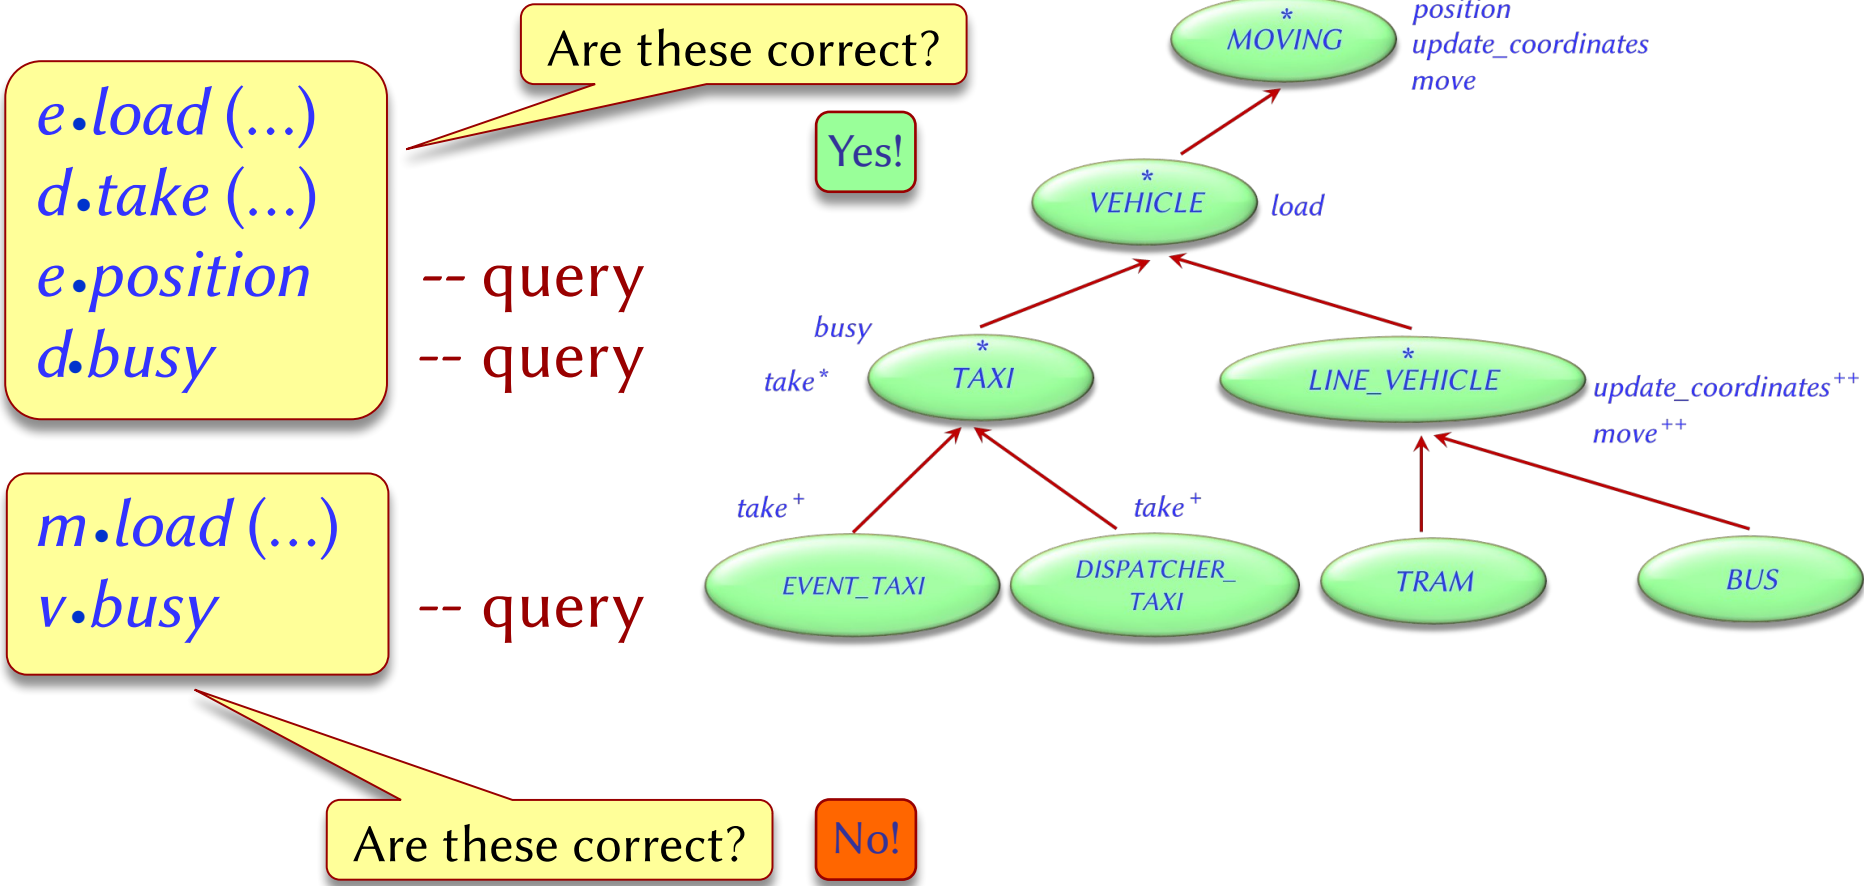 Are these correct?
e.load (...)
d.take (...)
e.position -- query
d.busy -- query
Yes!
m.load (...)
v.busy -- query
Are these correct?
No!
*
MOVING
position
update_coordinates
move
*
VEHICLE
load
busy
take*
*
TAXI
*
LINE_VEHICLE
update_coordinates++
move++
take+
take+
EVENT_TAXI
DISPATCHER_
TAXI
TRAM
BUS